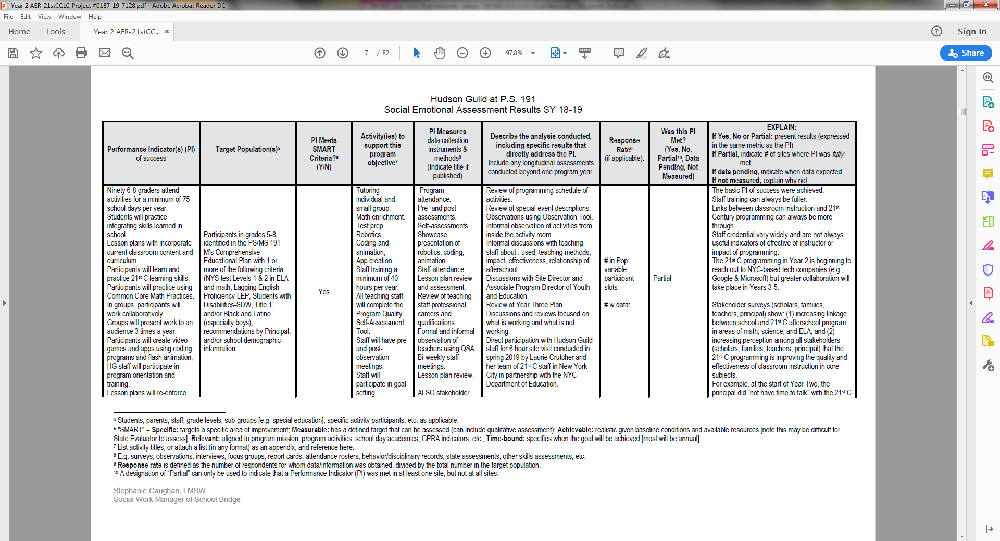 Year 2 AER-21stCCLC Project #0187-19-7128.pdf - Adobe Acrobat Reader DC
File Edit View Window Help
Home Tools Year 2 AER-21stCC... × Sign In
7 / 82 97.8% Share
Hudson Guild at P.S. 191
Social Emotional Assessment Results SY 18-19
Performance Indicator(s) (PI)
of success
Target Population(s)5
PI Meets
SMART
Criteria?6
(Y/N)
Activity(ies) to
support this
program
objective7
PI Measures
data collection
instruments &
methods8
(Indicate title if
published)
Describe the analysis conducted,
including specific results that
directly address the PI.
Include any longitudinal assessments
conducted beyond one program year.
Response
Rate9
(if applicable):
Was this PI
Met?
(Yes, No,
Partial10, Data
Pending, Not
Measured)
EXPLAIN:
If Yes, No or Partial: present results (expressed
in the same metric as the PI)
If Partial, indicate # of sites where PI was fully
met.
If data pending, indicate when data expected.
If not measured, explain why not.
Ninety 6-8 graders attend
activities for a minimum of 75
school days per year.
Students will practice
integrating skills learned in
school.
Lesson plans with incorporate
current classroom content and
curriculum.
Participants will learn and
practice 21st C learning skills.
Participants will practice using
Common Core Math Practices.
In groups, participants will
work collaboratively.
Groups will present work to an
audience 3 times a year.
Participants will create video
games and apps using coding
programs and flash animation,
HG staff will participate in
program orientation and
training.
Lesson plans will re-enforce
Participants in grades 5-8
identified in the PS/MS 191
M's Comprehensive
Educational Plan with 1 or
more of the following criteria:
(NYS test Levels 1 & 2 in ELA
and math, Lagging English
Proficiency-LEP, Students with
Disabilities-SDW, Title 1,
and/or Black and Latino
(especially boys);
recommendations by Principal,
and/or school demographic
information.
Yes
Tutoring –
individual and
small group.
Math enrichment.
Test prep.
Robotics.
Coding and
animation,
App creation.
Staff training a
minimum of 40
hours per year.
All teaching staff
will complete the
Program Quality
Self-Assessment
Tool.
Staff will have pre-
and post-
observation
meetings.
Staff will
participate in goal
setting.
Program
attendance.
Pre- and post-
assessments.
Self-assessments.
Showcase
presentation of
robotics, coding,
animation.
Staff attendance.
Lesson plan review
and assessment.
Review of teaching
staff professional
careers and
qualifications.
Formal and informal
observation of
teachers using QSA.
Bi-weekly staff
meetings.
Lesson plan review.
ALSO stakeholder
Review of programming schedule of
activities.
Review of special event descriptions.
Observations using Observation Tool.
Informal observation of activities from
inside the activity room.
Informal discussions with teaching
staff about . used, teaching methods,
impact, effectiveness, relationship of
afterschool
Discussions with Site Director and
Associate Program Director of Youth
and Education.
Review of Year Three Plan.
Discussions and reviews focused on
what is working and what is not
working.
Direct participation with Hudson Guild
staff for 6 hour site visit conducted in
spring 2019 by Laurie Crutcher and
her team of 21st C staff in New York
City in partnership with the NYC
Department of Education.
# in Pop:
variable
participant
slots
# w data:
Partial
The basic PI of success were achieved.
Staff training can always be fuller.
Links between classroom instruction and 21st
Century programming can always be more
through.
Staff credential vary widely and are not always
useful indicators of effective of instructor or
impact of programming.
The 21st C programming in Year 2 is beginning to
reach out to NYC-based tech companies (e.g.,
Google & Microsoft) but greater collaboration will
take place in Years 3-5.
Stakeholder surveys (scholars, families,
teachers, principal) show: (1) increasing linkage
between school and 21st C afterschool program
in areas of math, science, and ELA, and (2)
increasing perception among all stakeholders
(scholars, families, teachers, principal) that the
21st C programming is improving the quality and
effectiveness of classroom instruction in core
subjects.
For example, at the start of Year Two, the
principal did "not have time to talk" with the 21st C
5 Students, parents, staff; grade levels, sub-groups [e.g. special education], specific activity participants, etc. as applicable.
6 "SMART" = Specific: targets a specific area of improvement; Measurable: has a defined target that can be assessed (can include qualitative assessment); Achievable: realistic given baseline conditions and available resources [note this may be difficult for
State Evaluator to assess]; Relevant: aligned to program mission, program activities, school day academics, GPRA indicators, etc.; Time-bound: specifies when the goal will be achieved [most will be annual].
7 List activity titles, or attach a list (in any format) as an appendix, and reference here.
8 E.g. surveys, observations, interviews, focus groups, report cards, attendance rosters, behavior/disciplinary records, state assessments, other skills assessments, etc.
9 Response rate is defined as the number of respondents for whom data/information was obtained, divided by the total number in the target population.
10 A designation of "Partial" can only be used to indicate that a Performance Indicator (PI) was met in at least one site, but not at all sites.
Stephanie Gaughan, LMSW
Social Work Manager of School Bridge